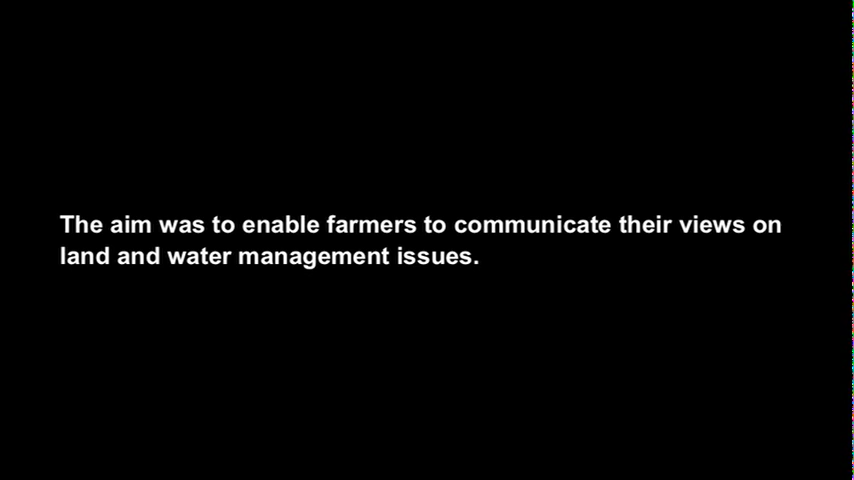 The aim was to enable farmers to communicate their views on
land and water management issues.